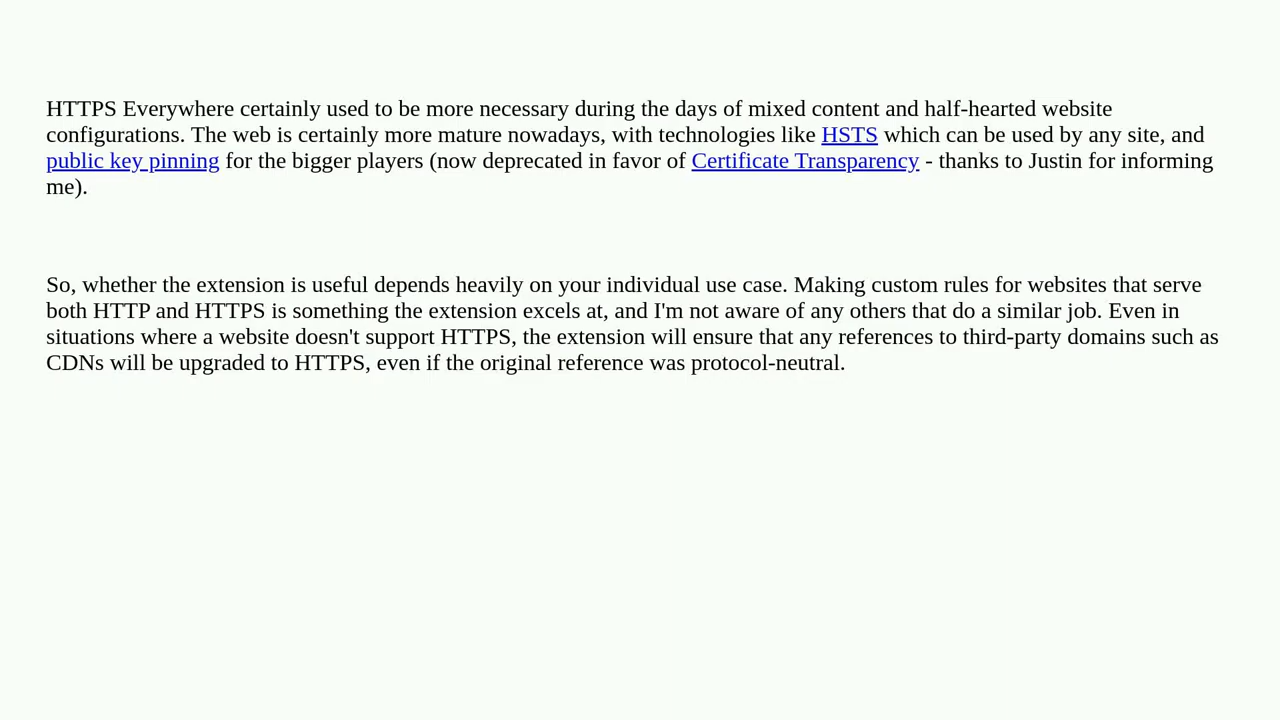 HTTPS Everywhere certainly used to be more necessary during the days of mixed content and half-hearted website
configurations. The web is certainly more mature nowadays, with technologies like HSTS which can be used by any site, and
public key pinning for the bigger players (now deprecated in favor of Certificate Transparency - thanks to Justin for informing
me).
So, whether the extension is useful depends heavily on your individual use case. Making custom rules for websites that serve
both HTTP and HTTPS is something the extension excels at, and I'm not aware of any others that do a similar job. Even in
situations where a website doesn't support HTTPS, the extension will ensure that any references to third-party domains such as
CDNs will be upgraded to HTTPS, even if the original reference was protocol-neutral.